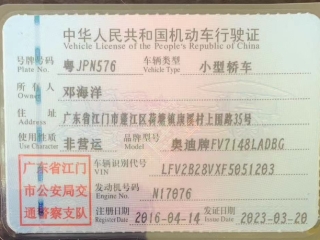 中华人民共和国机动车行驶证
Vehicle License of the People's Republic of China
号牌号码 粤JPN576 车辆类型 小型轿车
Plate No. Vehicle Type
所有人 邓海洋
Owner
住址 广东省江门市蓬江区荷塘镇康溪村上围路35号
Address
使用性质 非营运 品牌型号 奥迪牌FV7148LADBG
车辆识别代号 LFV2B28VXF5051203
VIN
广东省江门
市公安局交
通警察支队
发动机号码 N17076
Engine No.
注册日期 2016-04-14 发证日期 2023-03-20
Register Date Issue Date